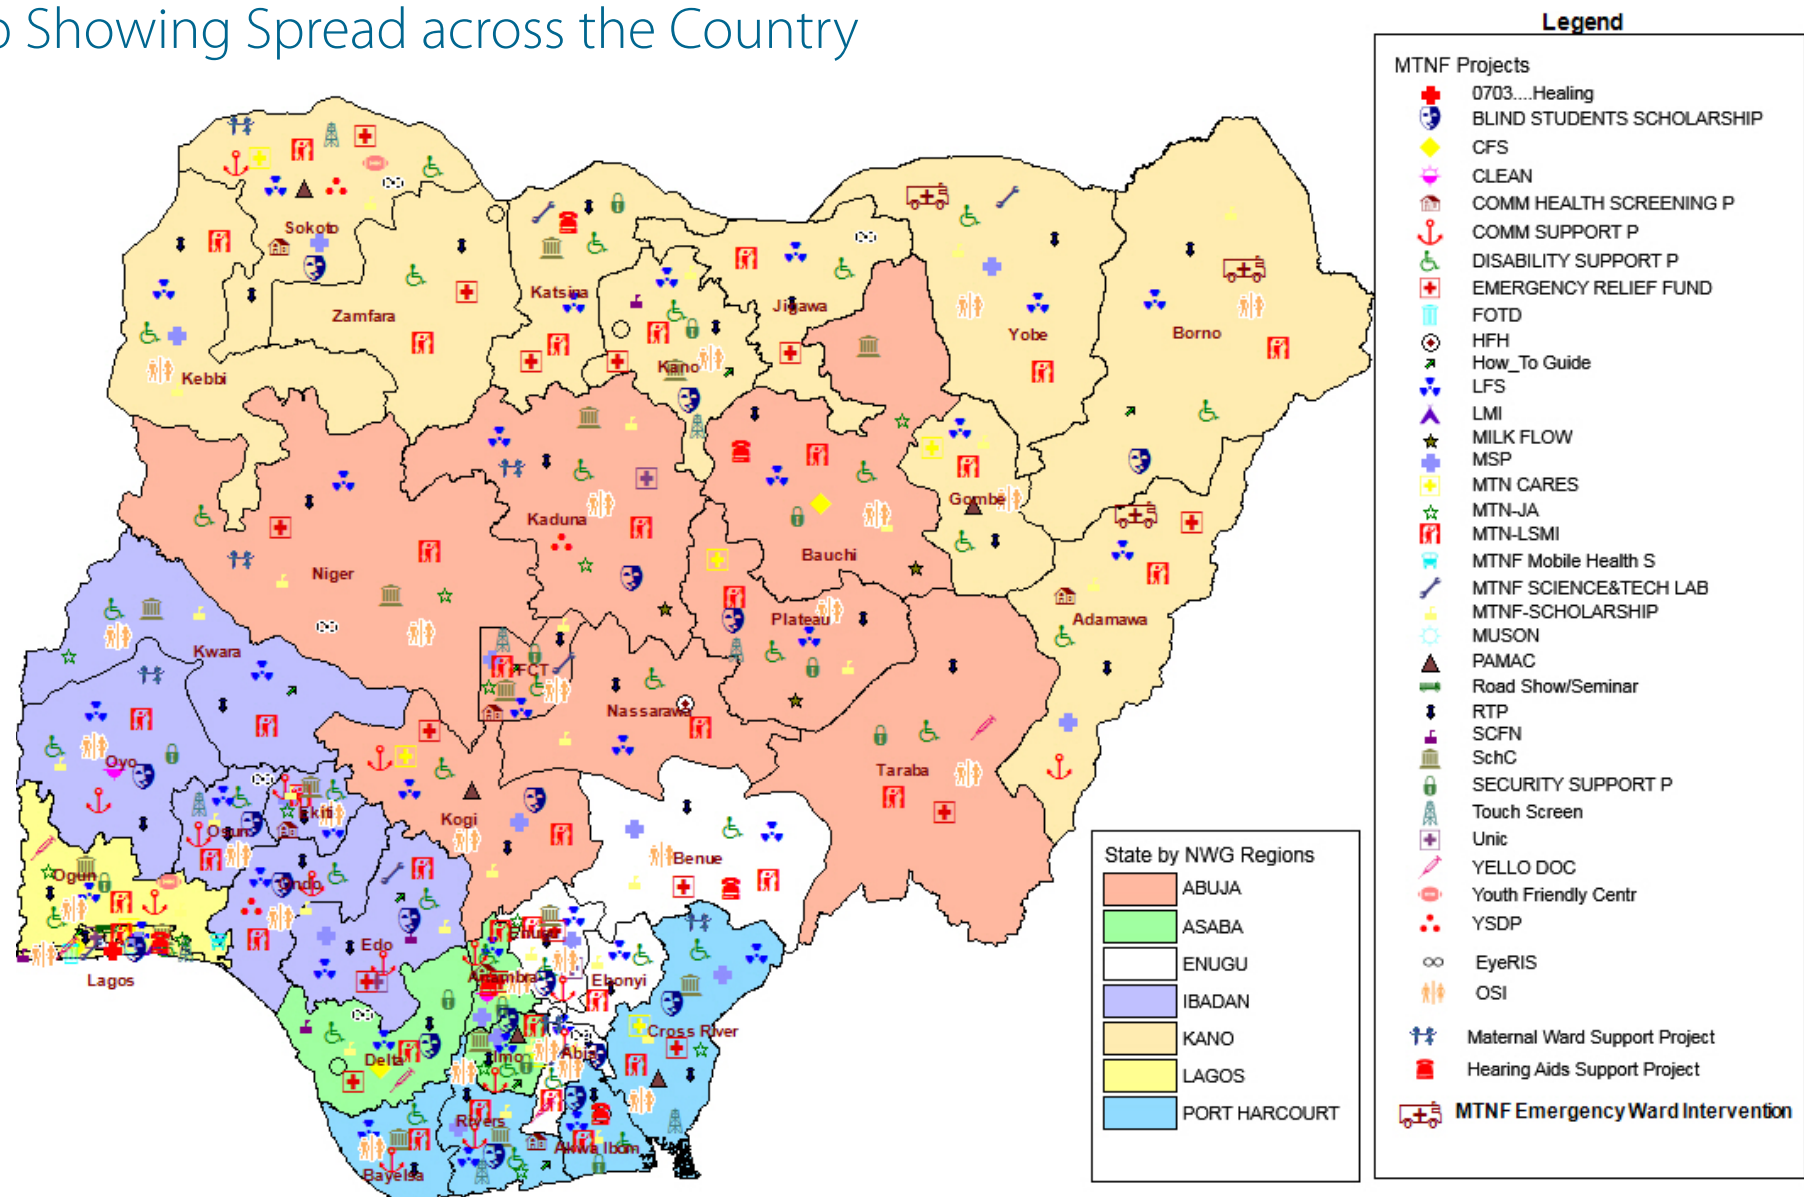 Showing Spread across the Country
Legend
MTNF Projects
0703....Healing
BLIND STUDENTS SCHOLARSHIP
CFS
CLEAN
COMM HEALTH SCREENING P
COMM SUPPORT P
DISABILITY SUPPORT P
EMERGENCY RELIEF FUND
FOTD
HFH
How_To Guide
LFS
LMI
MILK FLOW
MSP
MTN CARES
MTN-JA
MTN-LSMI
MTNF Mobile Health S
MTNF SCIENCE&TECH LAB
MTNF-SCHOLARSHIP
MUSON
PAMAC
Road Show/Seminar
RTP
SCFN
SchC
SECURITY SUPPORT P
Touch Screen
Unic
YELLO DOC
Youth Friendly Centr
YSDP
EyeRIS
OSI
Maternal Ward Support Project
Hearing Aids Support Project
MTNF Emergency Ward Intervention
State by NWG Regions
ABUJA
ASABA
ENUGU
IBADAN
KANO
LAGOS
PORT HARCOURT
Sokoto
Zamfara
Katsina
Jigawa
Yobe
Borno
Kebbi
Kano
Gombe
Kaduna
Bauchi
Niger
Plateau
Adamawa
Kwara
FCT
Nassarawa
Oyo
Taraba
Kogi
Osun
Ekiti
Benue
Ogun
Ondo
Edo
Enugu
Lagos
Anambra
Ebonyi
Cross River
Delta
Imo
Abia
Rivers
Akwa Ibom
Bayelsa